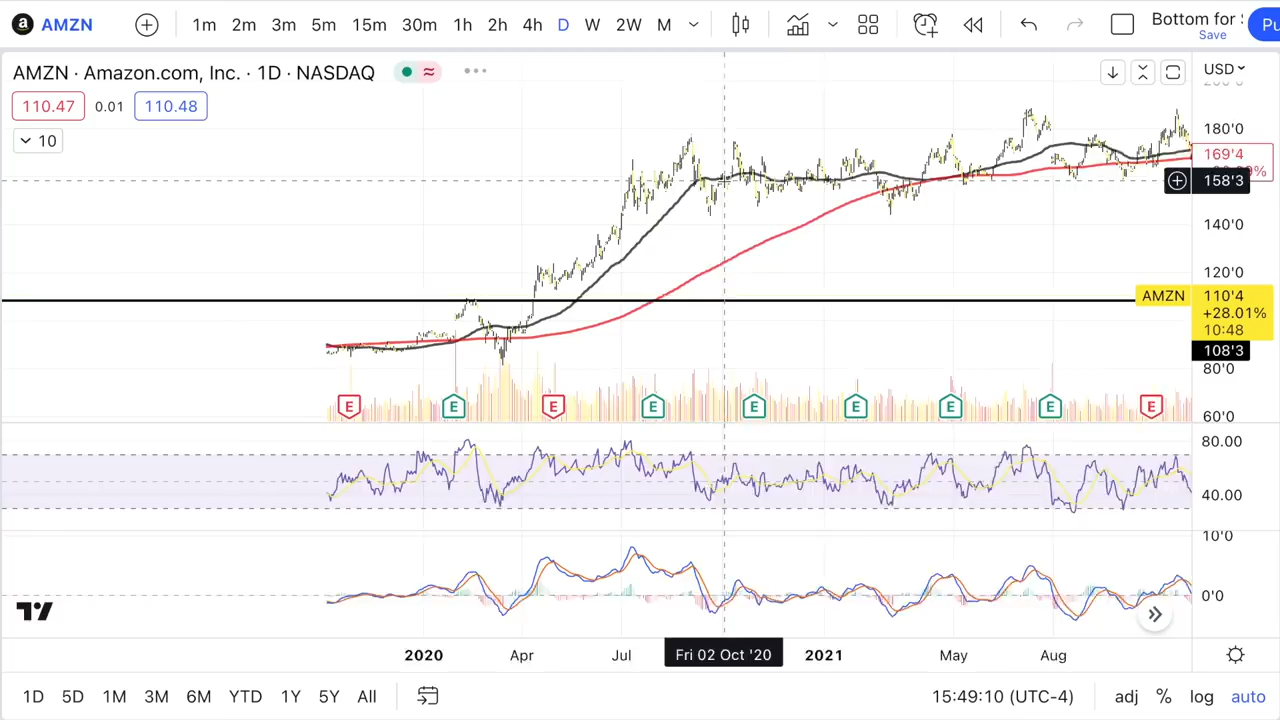 a AMZN 1m 2m 3m 5m 15m 30m 1h 2h 4h D W 2W M Bottom for
Save
AMZN · Amazon.com, Inc. · 1D · NASDAQ
USD
110.47 0.01 110.48
10
180'0
169'4
158'3
140'0
120'0
AMZN 110'4
+28.01%
10:48
108'3
80'0
60'0
E E E E E E E E E
80.00
40.00
10'0
0'0
2020 Apr Jul Fri 02 Oct '20 2021 May Aug
1D 5D 1M 3M 6M YTD 1Y 5Y All 15:49:10 (UTC-4) adj % log auto